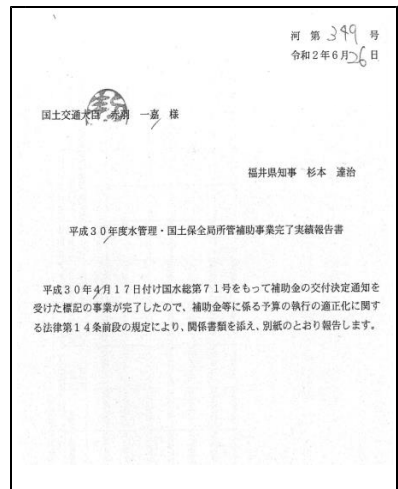 河 第 349 号
令和2年6月26日
国土交通大臣 赤羽 一嘉 様
福井県知事 杉本 達治
平成30年度水管理・国土保全局所管補助事業完了実績報告書
平成30年4月17日付け国水総第71号をもって補助金の交付決定通知を
受けた標記の事業が完了したので、補助金等に係る予算の執行の適正化に関す
る法律第14条前段の規定により、関係書類を添え、別紙のとおり報告します。